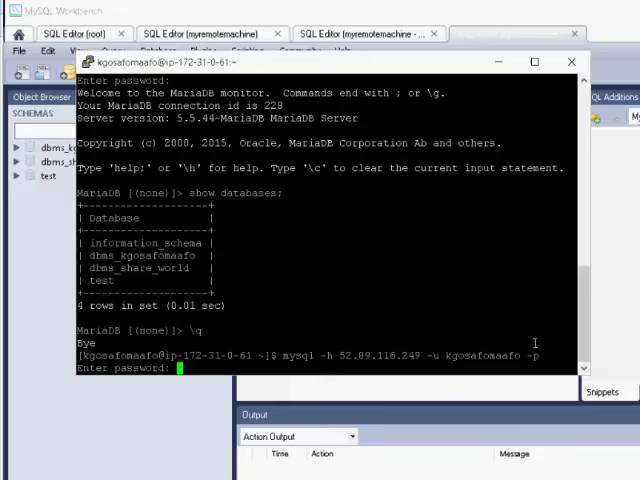 MySQL Workbench
SQL Editor (root)
SQL Editor (myremotemachine)
SQL Editor (myremotemachine -
File Edit
Object Browser
SCHEMAS
dbms_k
dbms_sh
test
SQL Additions
kgosafomaafo@ip-172-31-0-61:~
Enter password:
Welcome to the MariaDB monitor.  Commands end with ; or \g.
Your MariaDB connection id is 228
Server version: 5.5.44-MariaDB MariaDB Server
Copyright (c) 2000, 2015, Oracle, MariaDB Corporation Ab and others.
Type 'help;' or '\h' for help. Type '\c' to clear the current input statement.
MariaDB [(none)]> show databases;
+--------------------+
| Database           |
+--------------------+
| information_schema |
| dbms_kgosafomaafo  |
| dbms_share_world   |
| test               |
+--------------------+
4 rows in set (0.01 sec)
MariaDB [(none)]> \q
Bye
[kgosafomaafo@ip-172-31-0-61 ~]$ mysql -h 52.89.116.249 -u kgosafomaafo -p
Enter password:
Snippets
Output
Action Output
Time Action Message